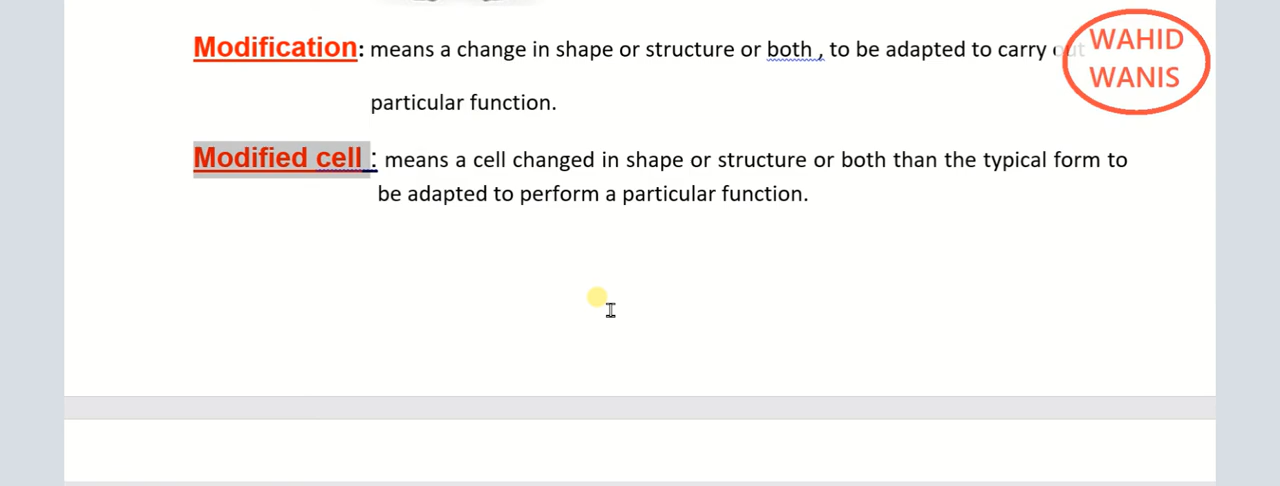 Modification: means a change in shape or structure or both , to be adapted to carry out
WAHID
WANIS
particular function.
Modified cell : means a cell changed in shape or structure or both than the typical form to
be adapted to perform a particular function.